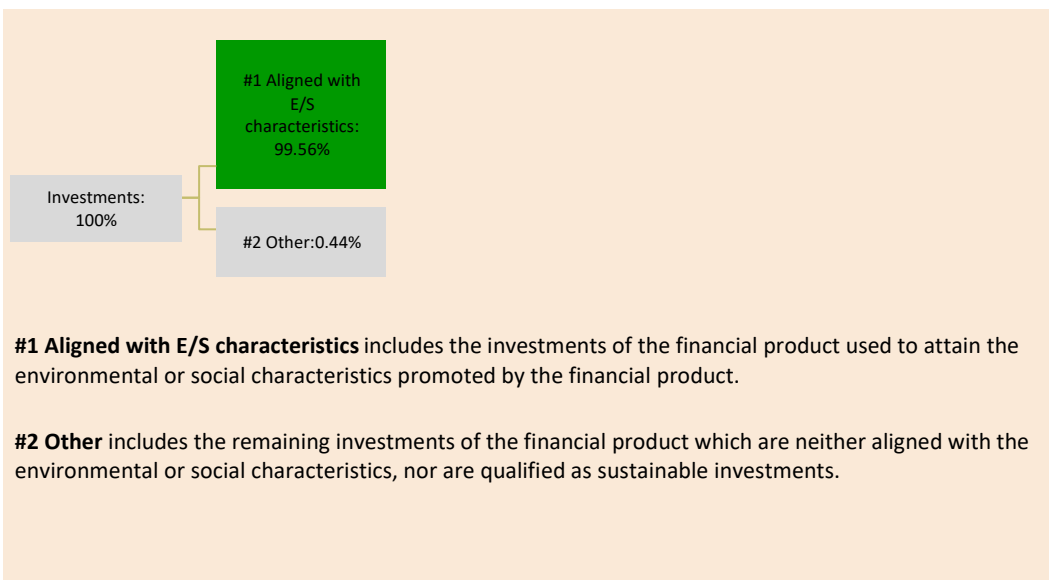 #1 Aligned with
E/S
characteristics:
99.56%
Investments:
100%
#2 Other:0.44%
#1 Aligned with E/S characteristics includes the investments of the financial product used to attain the
environmental or social characteristics promoted by the financial product.
#2 Other includes the remaining investments of the financial product which are neither aligned with the
environmental or social characteristics, nor are qualified as sustainable investments.